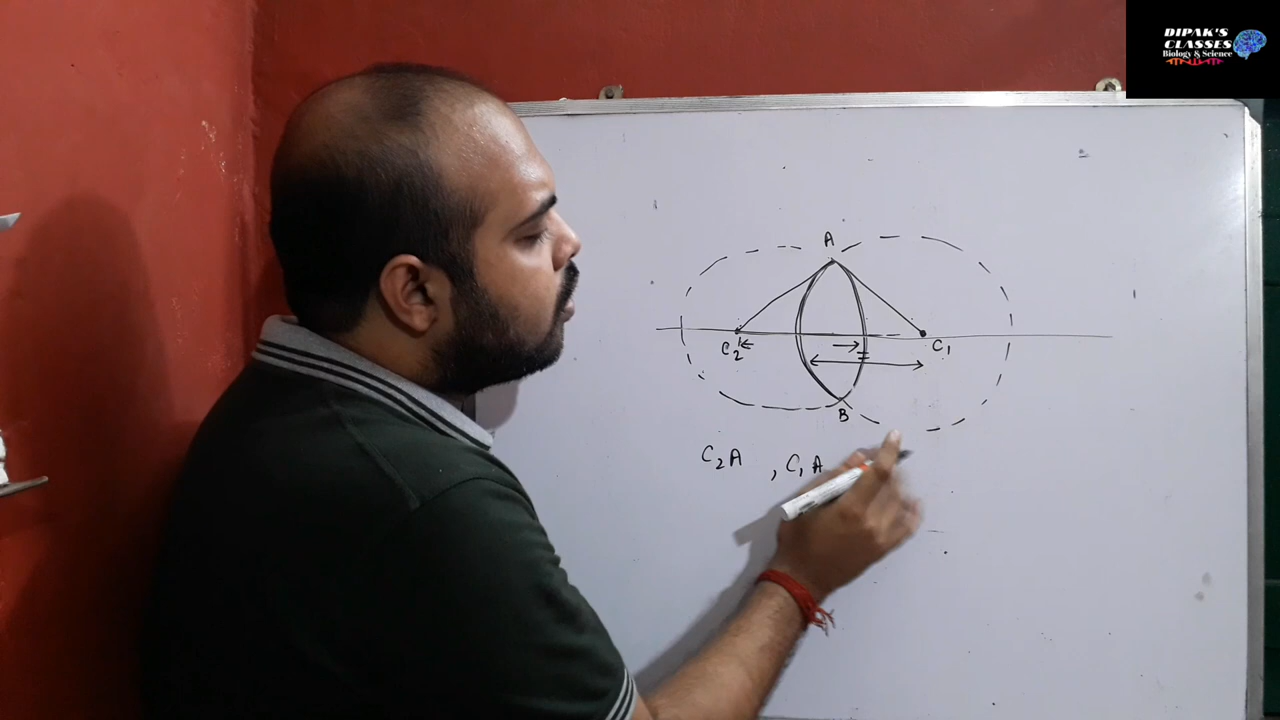 DIPAK'S
CLASSES
Biology & Science
A
C2
C1
B
C2A , C1A